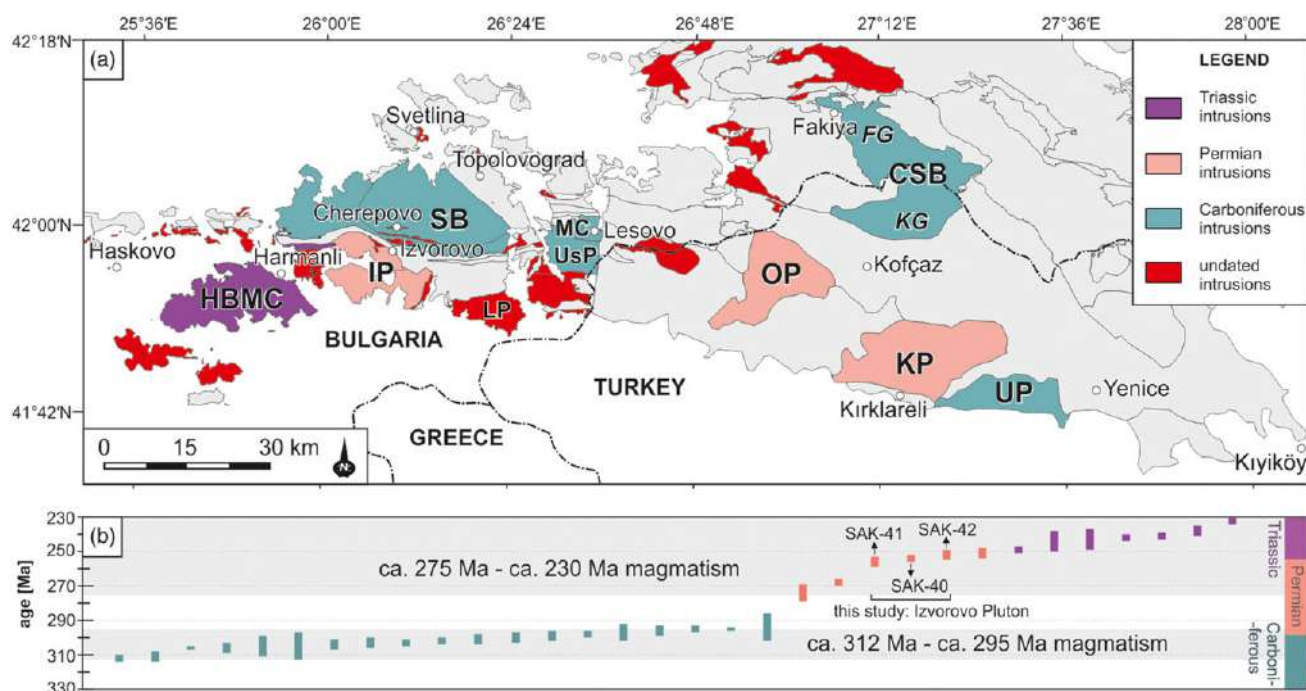 25°36'E 26°00'E 26°24'E 26°48'E 27°12'E 27°36'E 28°00'E
42°18'N
(a)
LEGEND
Triassic
intrusions
Permian
intrusions
Carboniferous
intrusions
undated
intrusions
Svetlina
Fakiya
FG
Topolovograd
CSB
Cherepovo
SB
MC
Lesovo
KG
42°00'N
Haskovo
Izvorovo
UsP
Harmanli
IP
OP
Kofçaz
HBMC
LP
BULGARIA
KP
TURKEY
UP
Yenice
41°42'N
Kırklareli
GREECE
0 15 30 km
N
Kıyiköy
(b)
age [Ma]
230
250
270
290
310
330
SAK-41
SAK-42
SAK-40
ca. 275 Ma - ca. 230 Ma magmatism
this study: Izvorovo Pluton
ca. 312 Ma - ca. 295 Ma magmatism
Triassic
Permian
Carboni-
-ferous